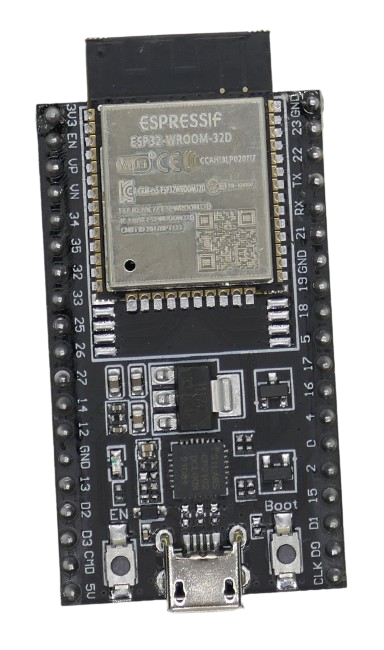 ESPRESSIF
ESP32-WROOM-32D
WiFi
CE
3V3
EN
VP
VN
34
35
32
33
25
26
27
14
12
GND
13
D2
D3
CMD
5V
GND
23
22
TX
RX
21
GND
19
18
5
17
16
4
0
2
15
D1
D0
CLK
EN
Boot